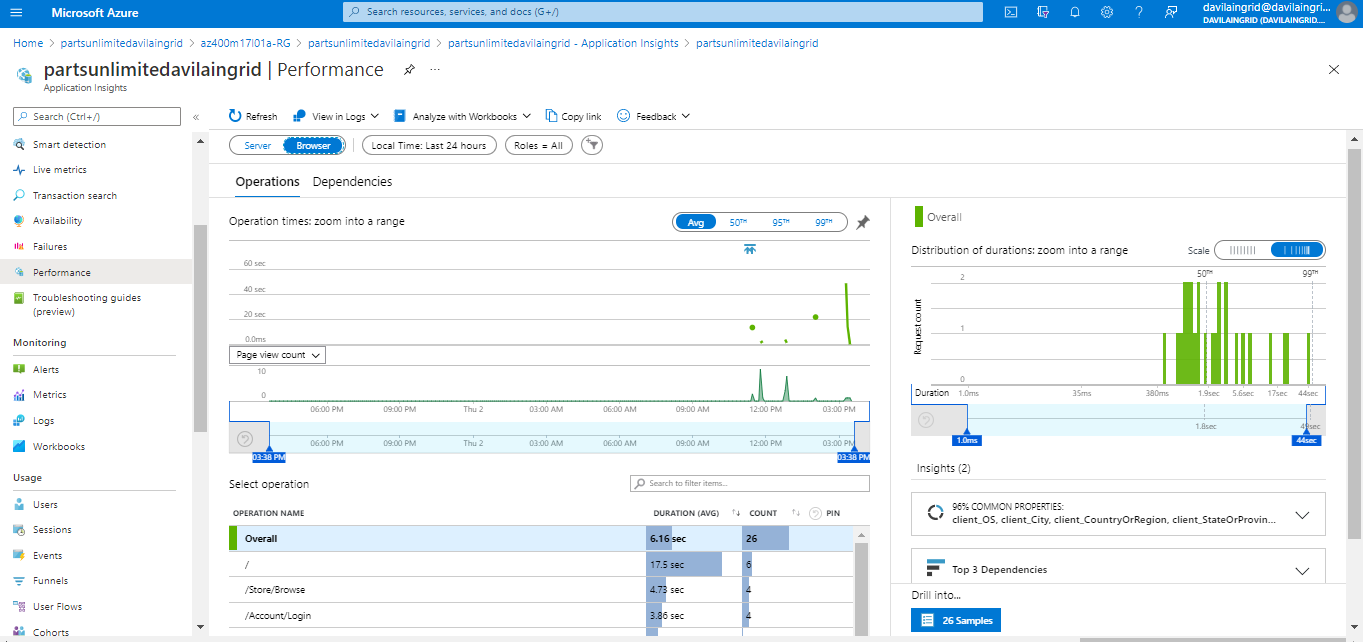 Microsoft Azure
Search resources, services, and docs (G+/)
davilaingrid@davilaingri...
DAVILAINGRID (DAVILAINGRID....
Home > partsunlimiteddavilaingrid > az400m17l01a-RG > partsunlimitedavilaingrid > partsunlimitedavilaingrid - Application Insights > partsunlimitedavilaingrid
partsunlimitedavilaingrid | Performance
Application Insights
Search (Ctrl+/)
Smart detection
Live metrics
Transaction search
Availability
Failures
Performance
Troubleshooting guides
(preview)
Monitoring
Alerts
Metrics
Logs
Workbooks
Usage
Users
Sessions
Events
Funnels
User Flows
Cohorts
Refresh
View in Logs
Analyze with Workbooks
Copy link
Feedback
Server
Browser
Local Time: Last 24 hours
Roles = All
Operations
Dependencies
Operation times: zoom into a range
Avg 50TH 95TH 99TH
60 sec
40 sec
20 sec
0.0ms
Page view count
10
0
06:00 PM 09:00 PM Thu 2 03:00 AM 06:00 AM 09:00 AM 12:00 PM 03:00 PM
06:00 PM 09:00 PM Thu 2 03:00 AM 06:00 AM 09:00 AM 12:00 PM 03:00 PM
03:38 PM 03:38 PM
Select operation
Search to filter items...
OPERATION NAME DURATION (AVG) COUNT PIN
Overall 6.16 sec 26
/ 17.5 sec 6
/Store/Browse 4.73 sec 4
/Account/Login 3.86 sec 4
Overall
Distribution of durations: zoom into a range
Scale
50TH 99TH
Request count
2
1
0
Duration 1.0ms 35ms 380ms 1.9sec 5.6sec 17sec 44sec
1.8sec 49sec
1.0ms 44sec
Insights (2)
96% COMMON PROPERTIES:
client_OS, client_City, client_CountryOrRegion, client_StateOrProvin...
Top 3 Dependencies
Drill into...
26 Samples